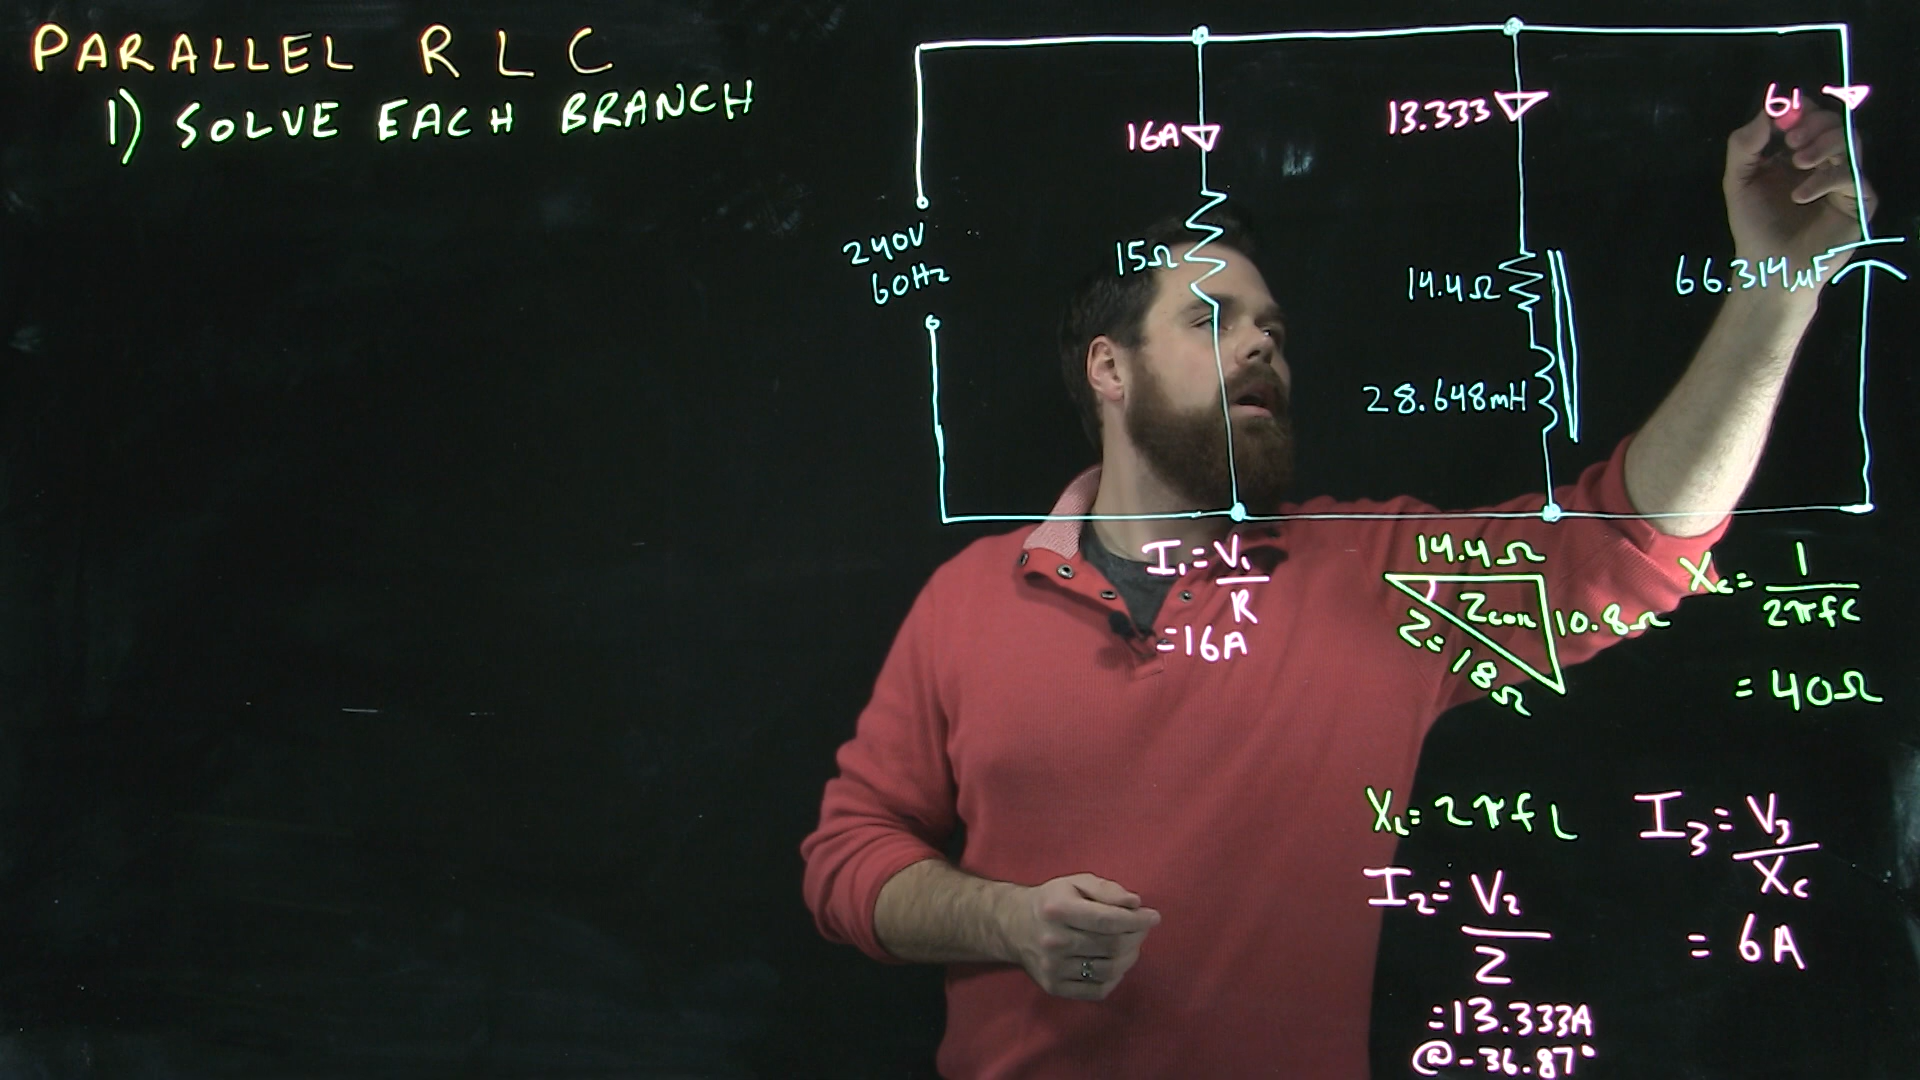 PARALLEL R L C
1) SOLVE EACH BRANCH
240V
60Hz
16A
15Ω
13.333
14.4Ω
28.648mH
66.314µF
I₁ = V₁
R
= 16A
14.4Ω
Zcoil
10.8Ω
Z = 18Ω
Xc = 1
2πfC
= 40Ω
XL = 2πfL
I₂ = V₂
Z
= 13.333A
@ -36.87°
I₃ = V₃
Xc
= 6A